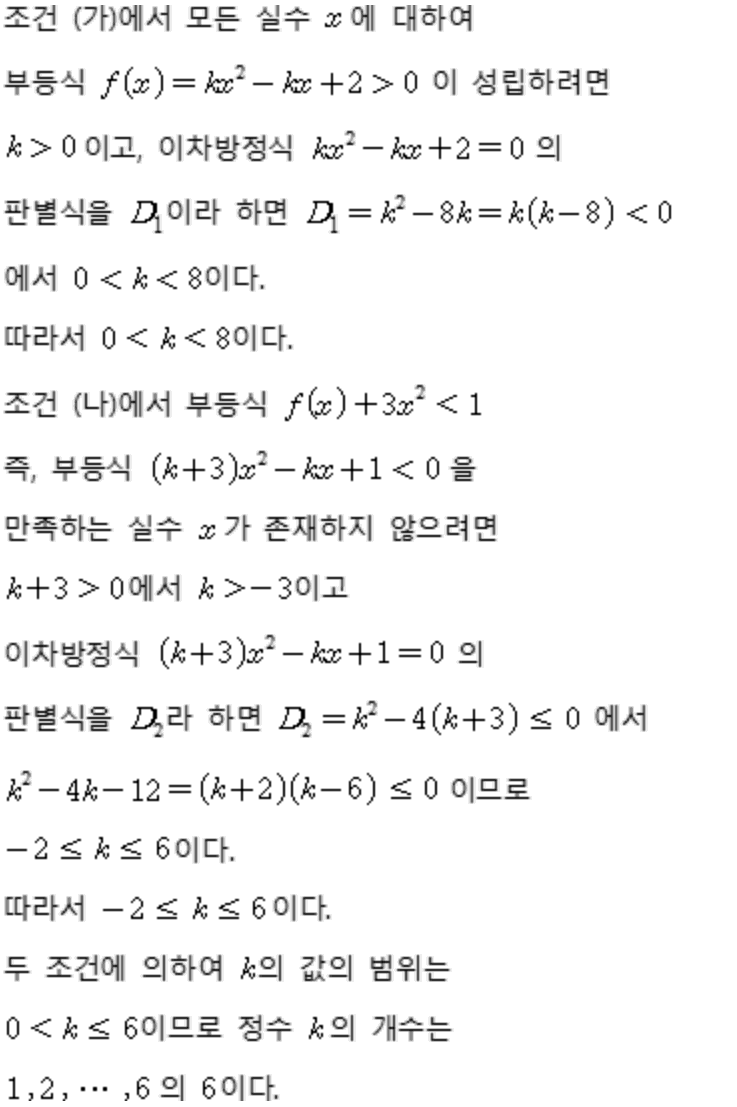 조건 (가)에서 모든 실수 x에 대하여
부등식 f(x)=kx²-kx+2>0 이 성립하려면
k>0이고, 이차방정식 kx²-kx+2=0 의
판별식을 D₁이라 하면 D₁=k²-8k=k(k-8)<0
에서 0<k<8이다.
따라서 0<k<8이다.
조건 (나)에서 부등식 f(x)+3x²<1
즉, 부등식 (k+3)x²-kx+1<0을
만족하는 실수 x가 존재하지 않으려면
k+3>0에서 k>-3이고
이차방정식 (k+3)x²-kx+1=0 의
판별식을 D₂라 하면 D₂=k²-4(k+3)≤0 에서
k²-4k-12=(k+2)(k-6)≤0 이므로
-2≤k≤6이다.
따라서 -2≤k≤6이다.
두 조건에 의하여 k의 값의 범위는
0<k≤6이므로 정수 k의 개수는
1,2,⋯,6의 6이다.